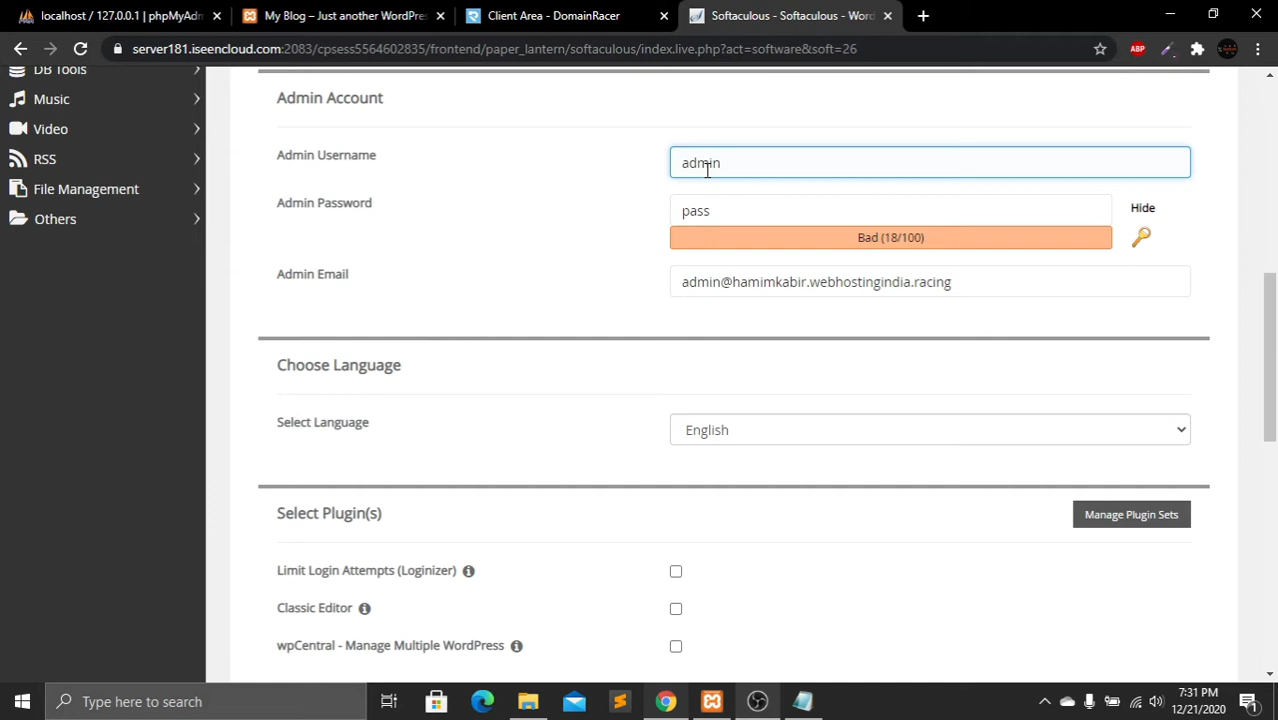 localhost / 127.0.0.1 | phpMyAdm
My Blog – Just another WordPre
Client Area - DomainRacer
Softaculous - Softaculous - Word
server181.iseencloud.com:2083/cpsess5564602835/frontend/paper_lantern/softaculous/index.live.php?act=software&soft=26
ABP
DB Tools
Music
Video
RSS
File Management
Others
Admin Account
Admin Username
admin
Admin Password
pass
Hide
Bad (18/100)
Admin Email
admin@hamimkabir.webhostingindia.racing
Choose Language
Select Language
English
Select Plugin(s)
Manage Plugin Sets
Limit Login Attempts (Loginizer)
Classic Editor
wpCentral - Manage Multiple WordPress
Type here to search
7:31 PM
12/21/2020
1